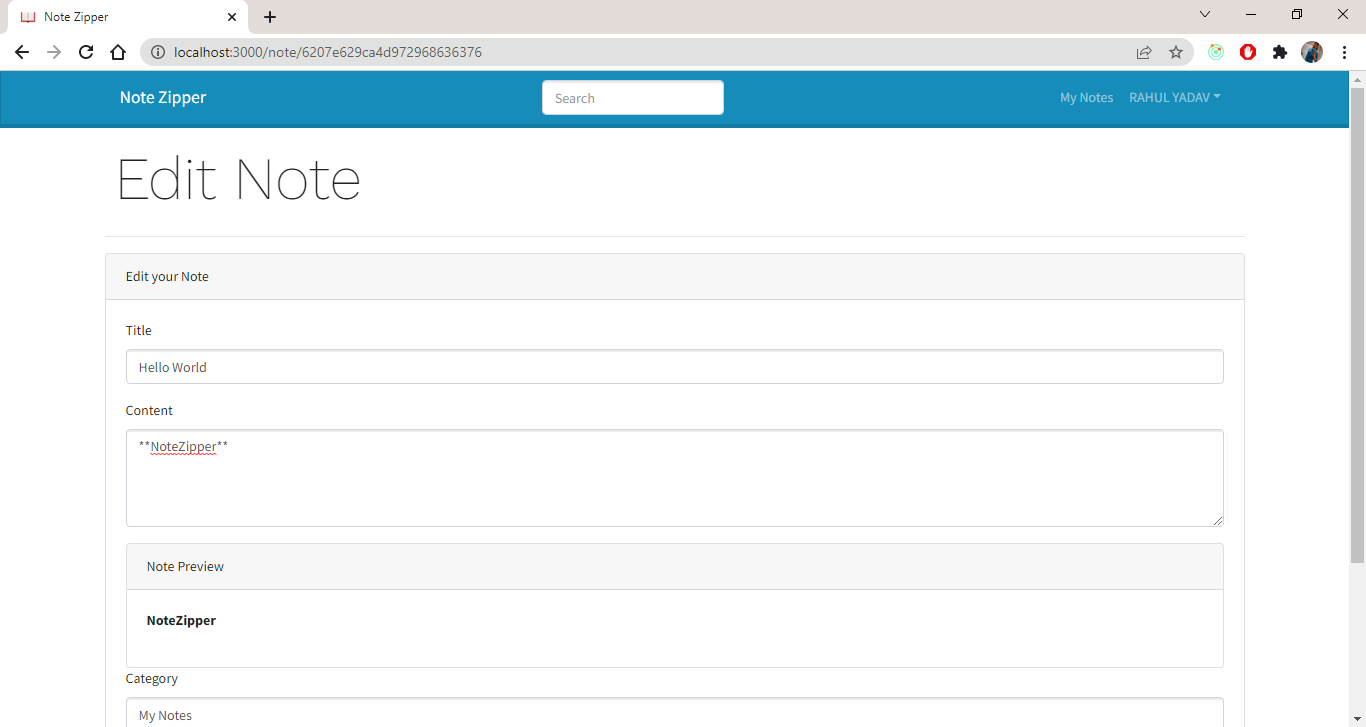 Note Zipper
localhost:3000/note/6207e629ca4d972968636376
Note Zipper
Search
My Notes
RAHUL YADAV
Edit Note
Edit your Note
Title
Hello World
Content
**NoteZipper**
Note Preview
NoteZipper
Category
My Notes